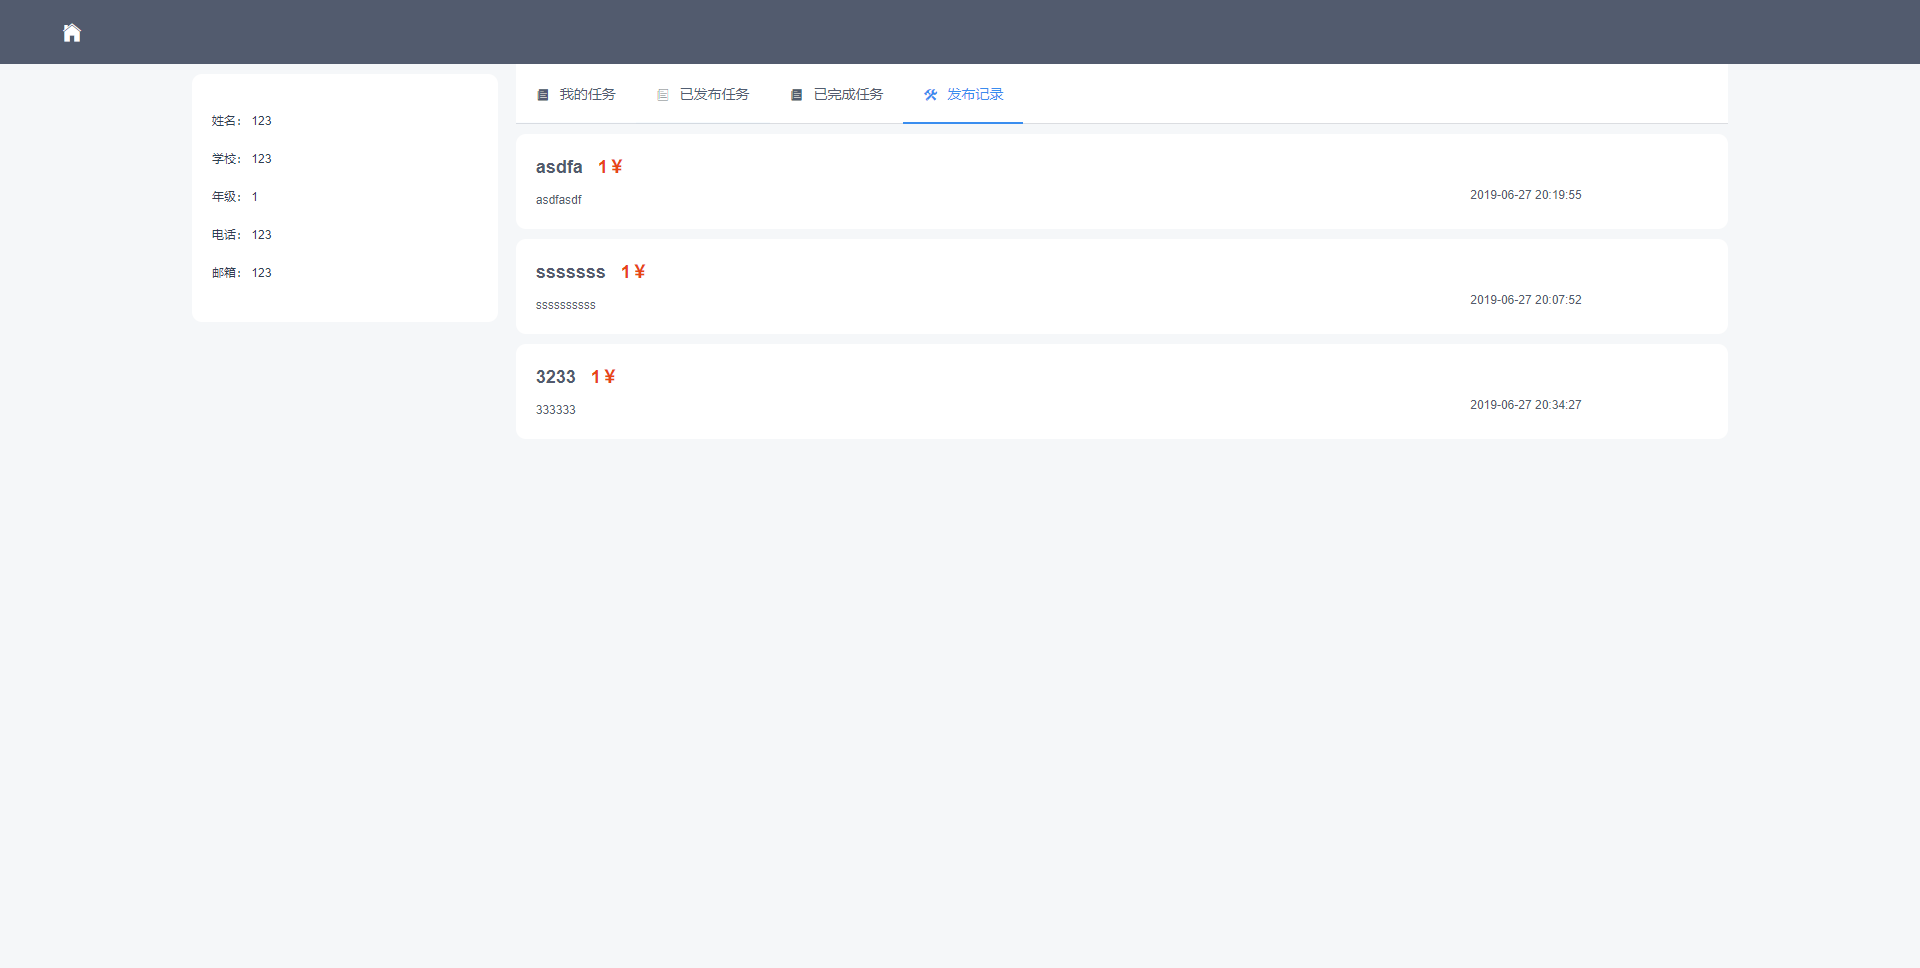 姓名： 123
学校： 123
年级： 1
电话： 123
邮箱： 123
我的任务 已发布任务 已完成任务 发布记录
asdfa 1 ¥
asdfasdf
2019-06-27 20:19:55
sssssss 1 ¥
ssssssssss
2019-06-27 20:07:52
3233 1 ¥
333333
2019-06-27 20:34:27